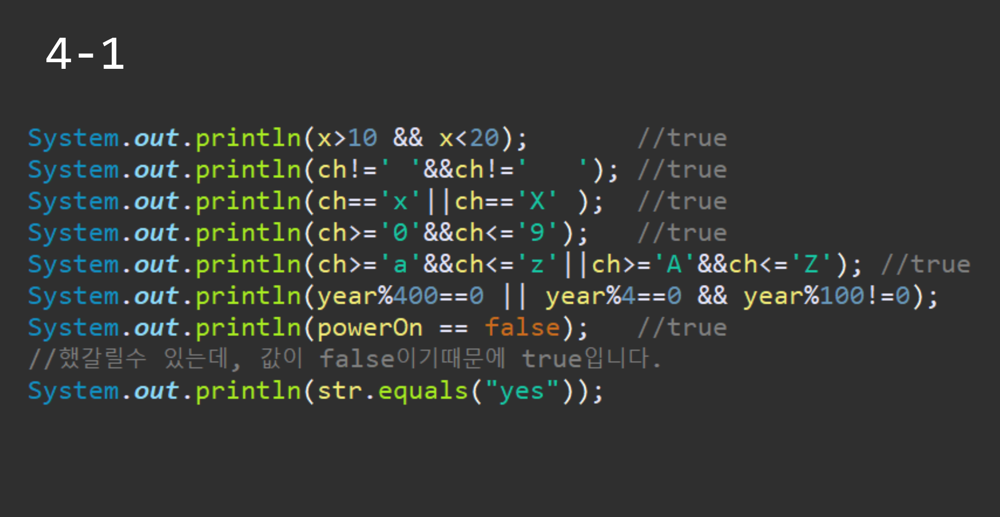 4-1
System.out.println(x>10 && x<20);        //true
System.out.println(ch!=' '&&ch!='   '); //true
System.out.println(ch=='x'||ch=='X' );  //true
System.out.println(ch>='0'&&ch<='9');   //true
System.out.println(ch>='a'&&ch<='z'||ch>='A'&&ch<='Z'); //true
System.out.println(year%400==0 || year%4==0 && year%100!=0);
System.out.println(powerOn == false);   //true
//했갈릴수 있는데, 값이 false이기때문에 true입니다.
System.out.println(str.equals("yes"));